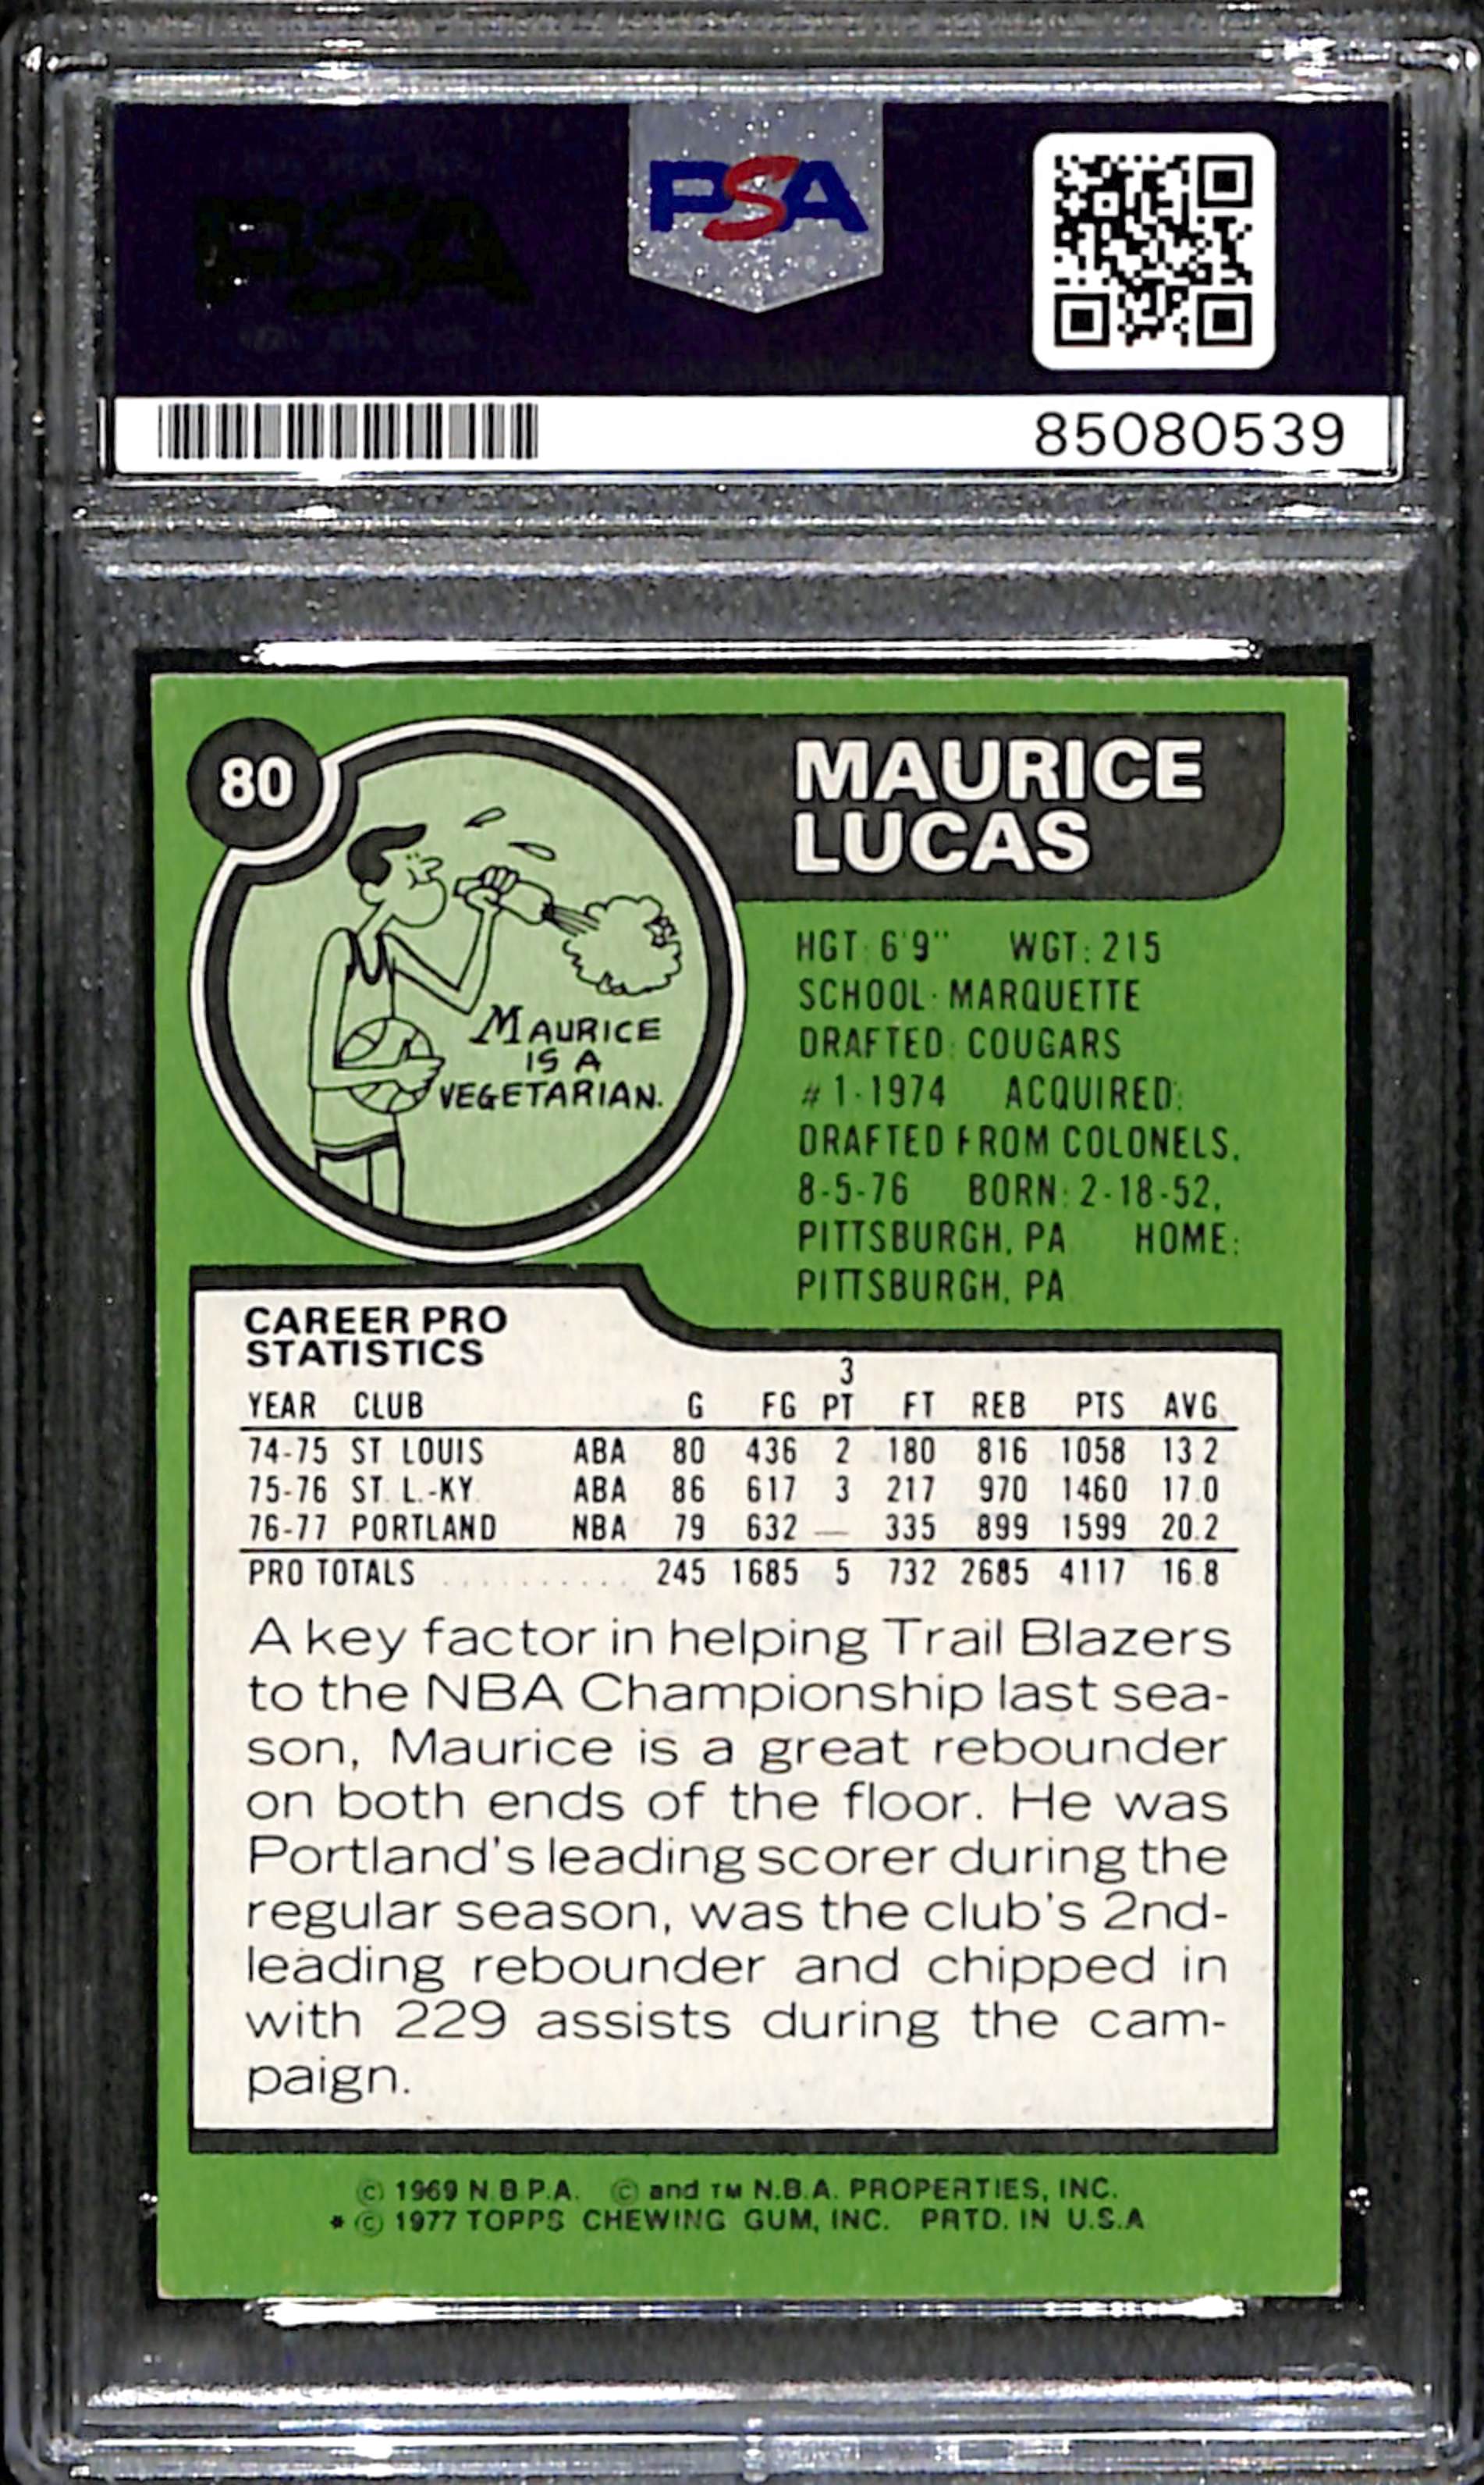 PSA
PSA
85080539
80
MAURICE
LUCAS
MAURICE
IS A
VEGETARIAN.
HGT: 6'9" WGT: 215
SCHOOL: MARQUETTE
DRAFTED: COUGARS
#1-1974 ACQUIRED:
DRAFTED FROM COLONELS,
8-5-76 BORN: 2-18-52,
PITTSBURGH, PA HOME:
PITTSBURGH, PA
CAREER PRO
STATISTICS
3
YEAR CLUB G FG PT FT REB PTS AVG
74-75 ST LOUIS ABA 80 436 2 180 816 1058 13.2
75-76 ST. L.-KY. ABA 86 617 3 217 970 1460 17.0
76-77 PORTLAND NBA 79 632 — 335 899 1599 20.2
PRO TOTALS .......... 245 1685 5 732 2685 4117 16.8
A key factor in helping Trail Blazers
to the NBA Championship last sea-
son, Maurice is a great rebounder
on both ends of the floor. He was
Portland's leading scorer during the
regular season, was the club's 2nd-
leading rebounder and chipped in
with 229 assists during the cam-
paign.
© 1969 N.B.P.A. © and TM N.B.A. PROPERTIES, INC.
* © 1977 TOPPS CHEWING GUM, INC. PRTD. IN U.S.A